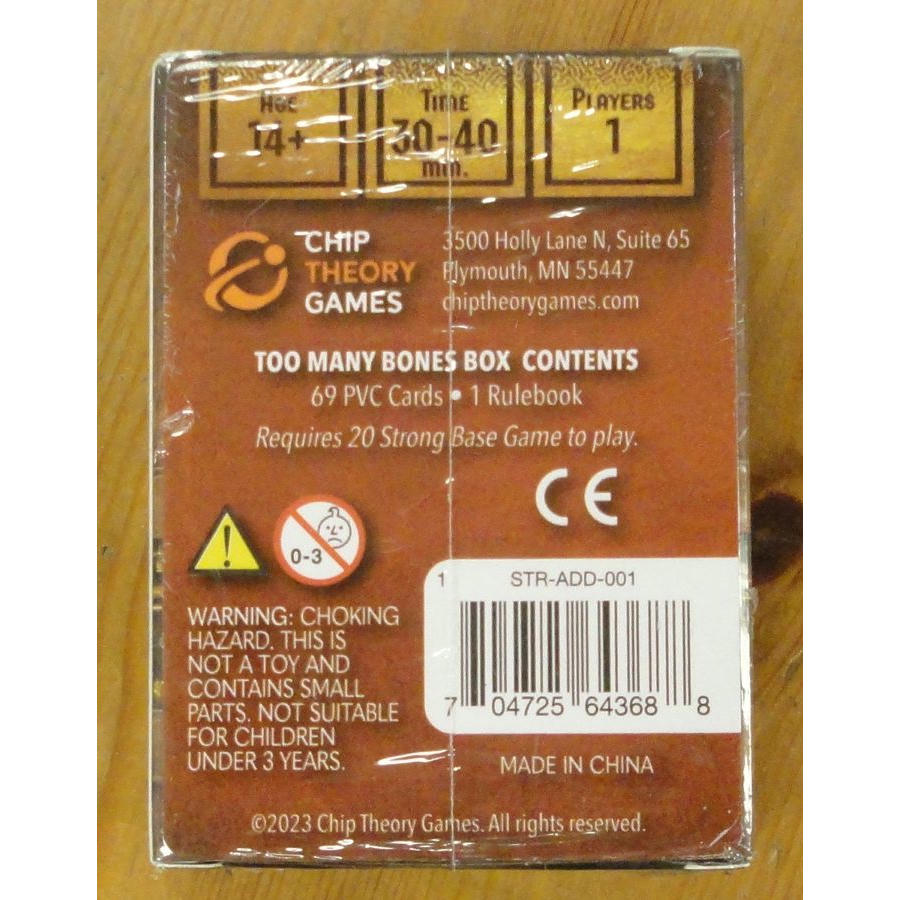 AGE
14+
TIME
30-40
min.
PLAYERS
1
CHIP
THEORY
GAMES
3500 Holly Lane N, Suite 65
Plymouth, MN 55447
chiptheorygames.com
TOO MANY BONES BOX CONTENTS
69 PVC Cards • 1 Rulebook
Requires 20 Strong Base Game to play.
CE
0-3
WARNING: CHOKING
HAZARD. THIS IS
NOT A TOY AND
CONTAINS SMALL
PARTS. NOT SUITABLE
FOR CHILDREN
UNDER 3 YEARS.
1 STR-ADD-001
7 04725 64368 8
MADE IN CHINA
©2023 Chip Theory Games. All rights reserved.